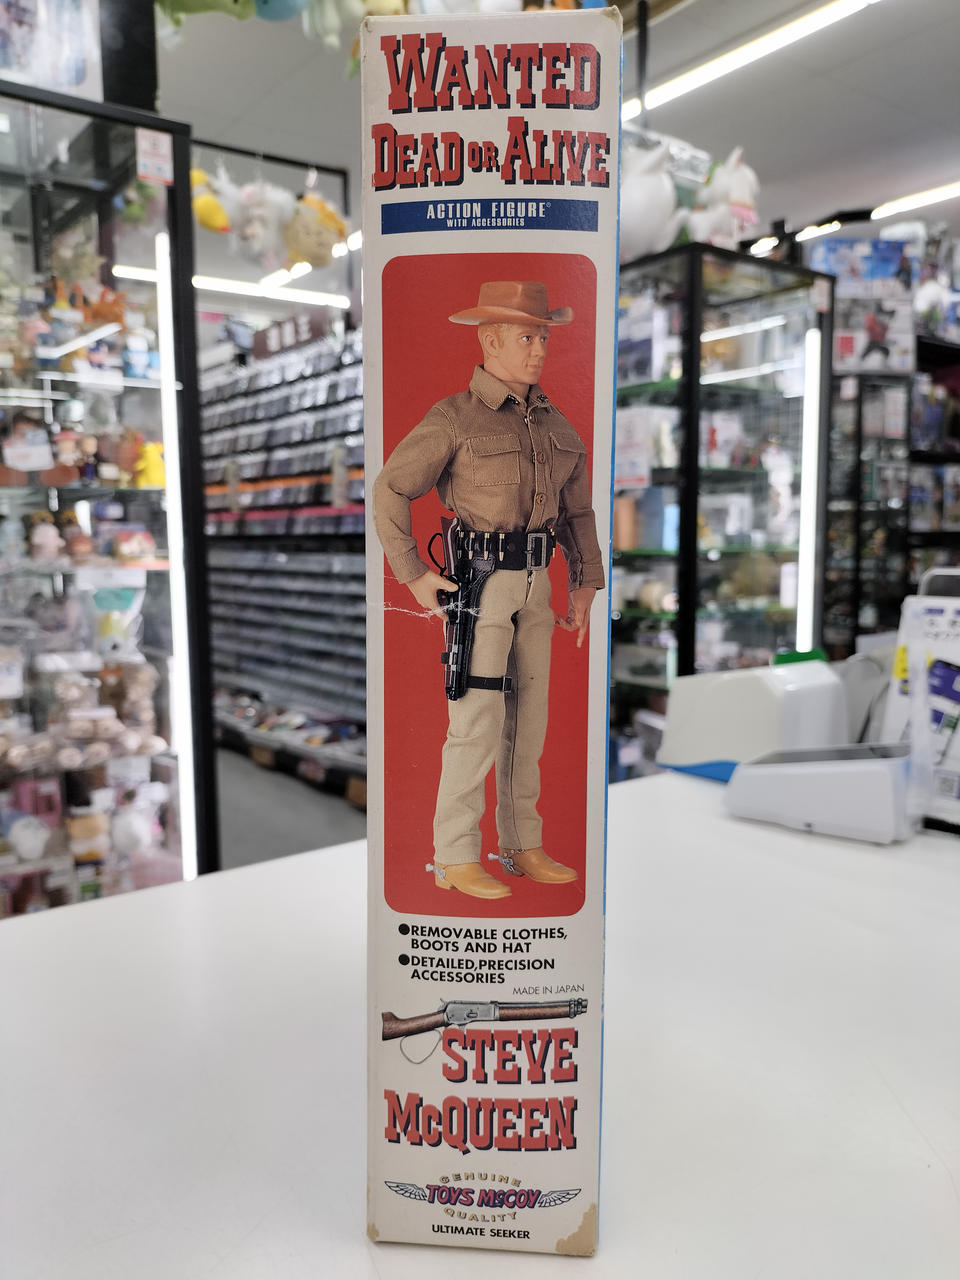 WANTED
DEAD OR ALIVE
ACTION FIGURE®
WITH ACCESSORIES
●REMOVABLE CLOTHES,
BOOTS AND HAT
●DETAILED,PRECISION
ACCESSORIES
MADE IN JAPAN
STEVE
McQUEEN
GENUINE
TOYS McCOY
QUALITY
ULTIMATE SEEKER